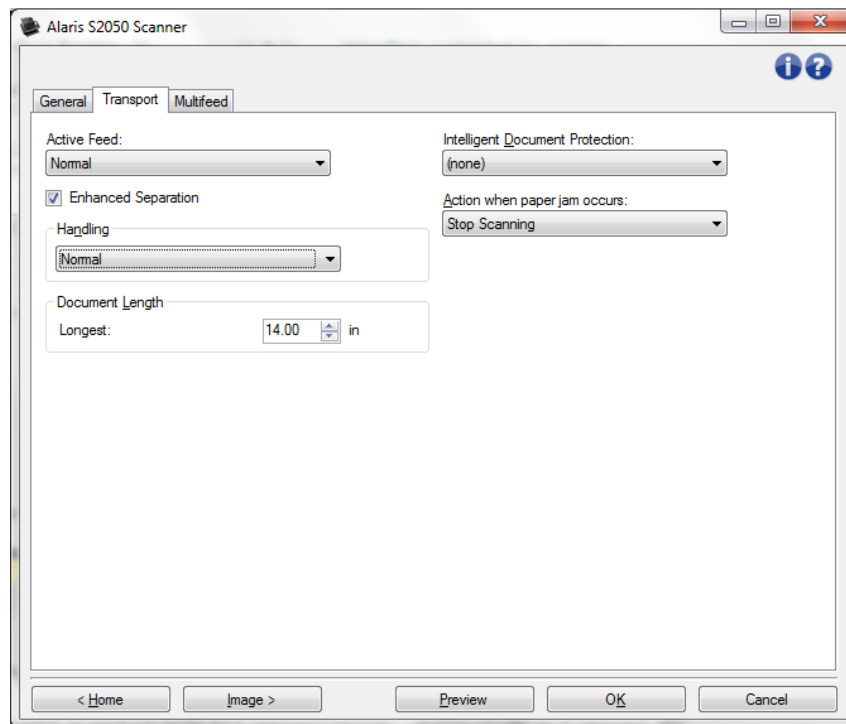 Alaris S2050 Scanner
General Transport Multifeed
Active Feed:
Normal
Enhanced Separation
Handling
Normal
Document Length
Longest: 14.00 in
Intelligent Document Protection:
(none)
Action when paper jam occurs:
Stop Scanning
< Home Image > Preview OK Cancel